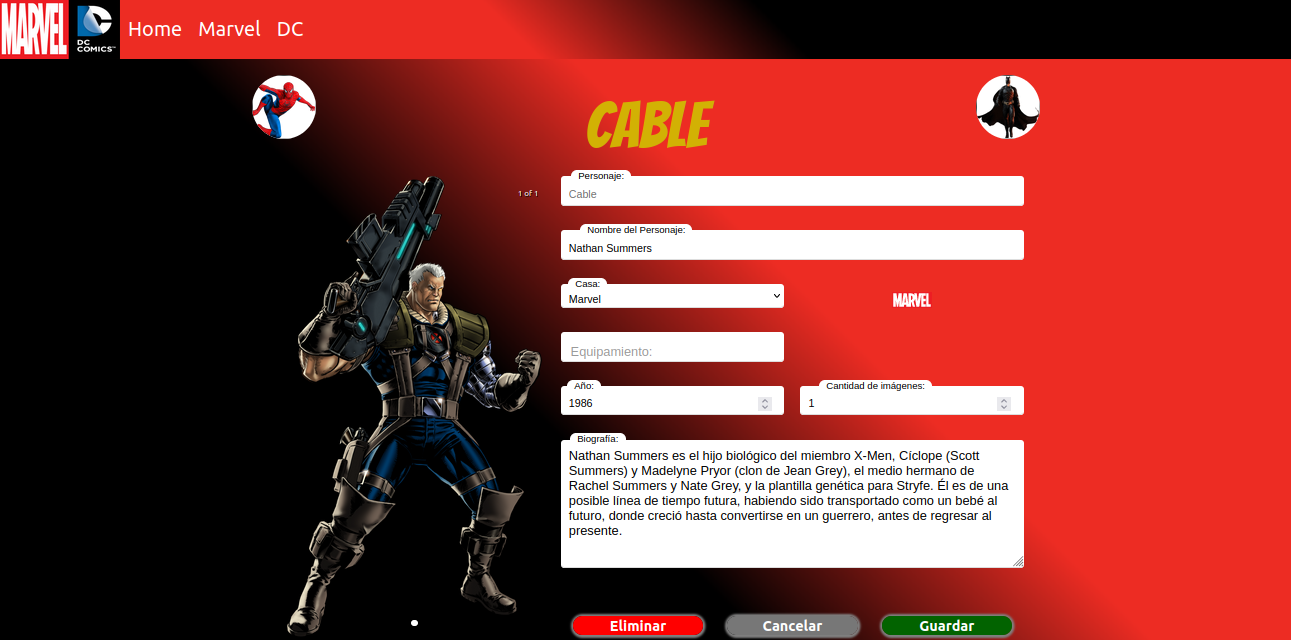 MARVEL
DC
COMICS™
Home Marvel DC
CABLE
1 of 1
Personaje:
Cable
Nombre del Personaje:
Nathan Summers
Casa:
Marvel
MARVEL
Equipamiento:
Año:
1986
Cantidad de imágenes:
1
Biografía:
Nathan Summers es el hijo biológico del miembro X-Men, Cíclope (Scott
Summers) y Madelyne Pryor (clon de Jean Grey), el medio hermano de
Rachel Summers y Nate Grey, y la plantilla genética para Stryfe. Él es de una
posible línea de tiempo futura, habiendo sido transportado como un bebé al
futuro, donde creció hasta convertirse en un guerrero, antes de regresar al
presente.
Eliminar
Cancelar
Guardar